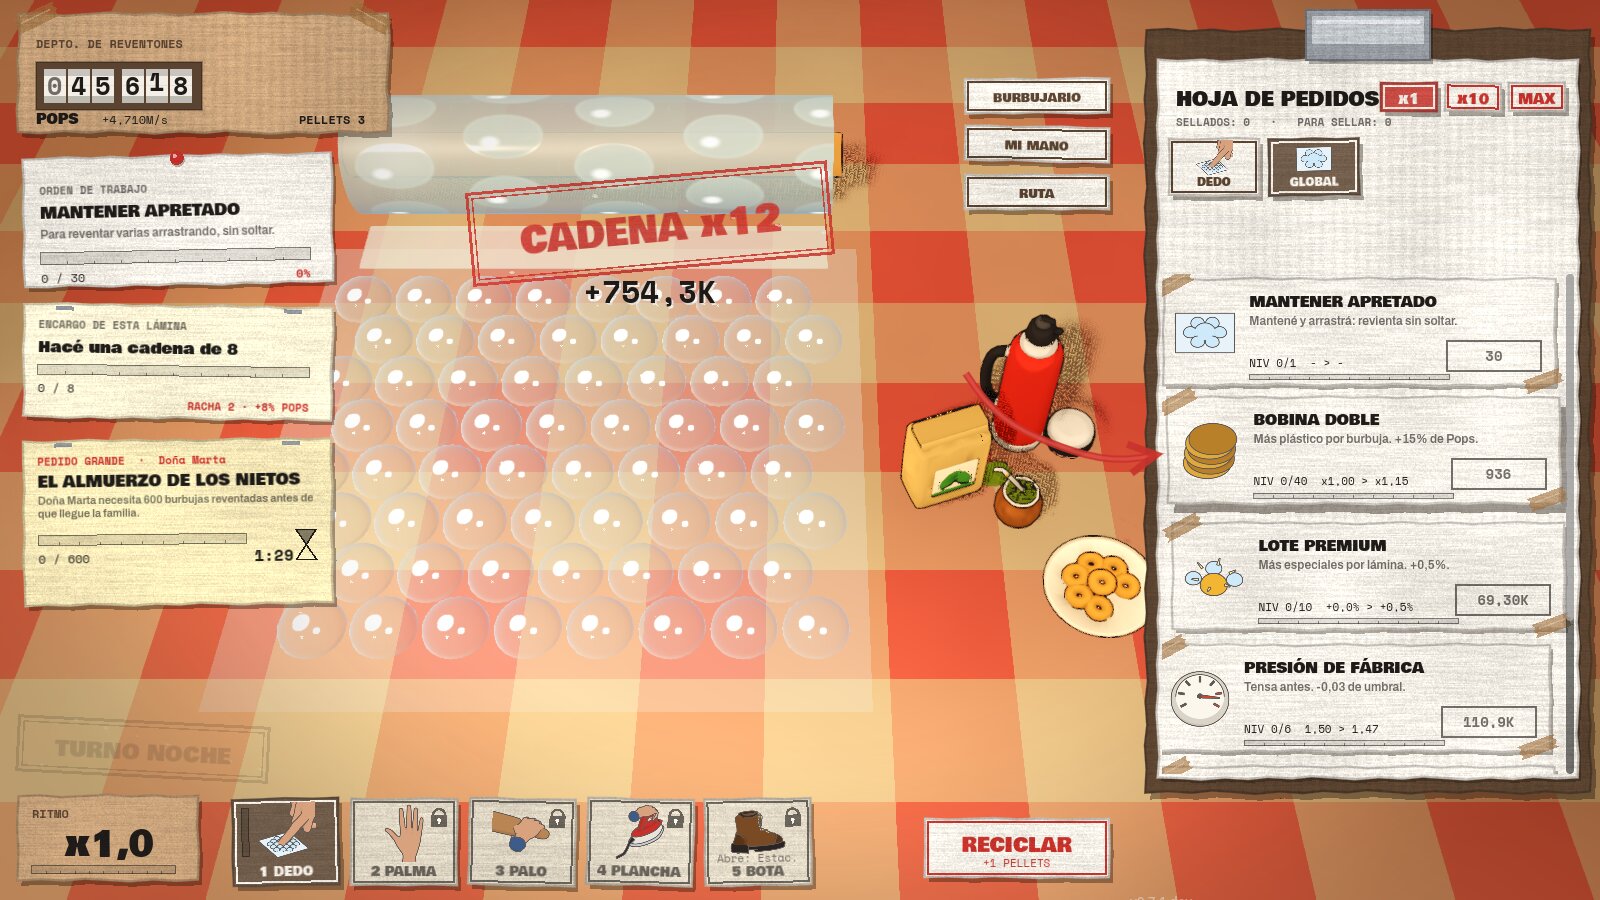 DEPTO. DE REVENTONES
045 618
POPS +4,710M/s PELLETS 3
ORDEN DE TRABAJO
MANTENER APRETADO
Para reventar varias arrastrando, sin soltar.
0 / 30 0%
ENCARGO DE ESTA LÁMINA
Hacé una cadena de 8
0 / 8
RACHA 2 · +8% POPS
PEDIDO GRANDE · Doña Marta
EL ALMUERZO DE LOS NIETOS
Doña Marta necesita 600 burbujas reventadas antes de
que llegue la familia.
0 / 600 1:29
TURNO NOCHE
RITMO
x1,0
CADENA x12
+754,3K
1 DEDO
2 PALMA
3 PALO
4 PLANCHA
Abre: Estac.
5 BOTA
BURBUJARIO
MI MANO
RUTA
RECICLAR
+1 PELLETS
HOJA DE PEDIDOS x1 x10 MAX
SELLADOS: 0 · PARA SELLAR: 0
DEDO GLOBAL
MANTENER APRETADO
Mantené y arrastrá: revienta sin soltar.
NIV 0/1 - > - 30
BOBINA DOBLE
Más plástico por burbuja. +15% de Pops.
NIV 0/40 x1,00 > x1,15 936
LOTE PREMIUM
Más especiales por lámina. +0,5%.
NIV 0/10 +0,0% > +0,5% 69,30K
PRESIÓN DE FÁBRICA
Tensa antes. -0,03 de umbral.
NIV 0/6 1,50 > 1,47 110,9K